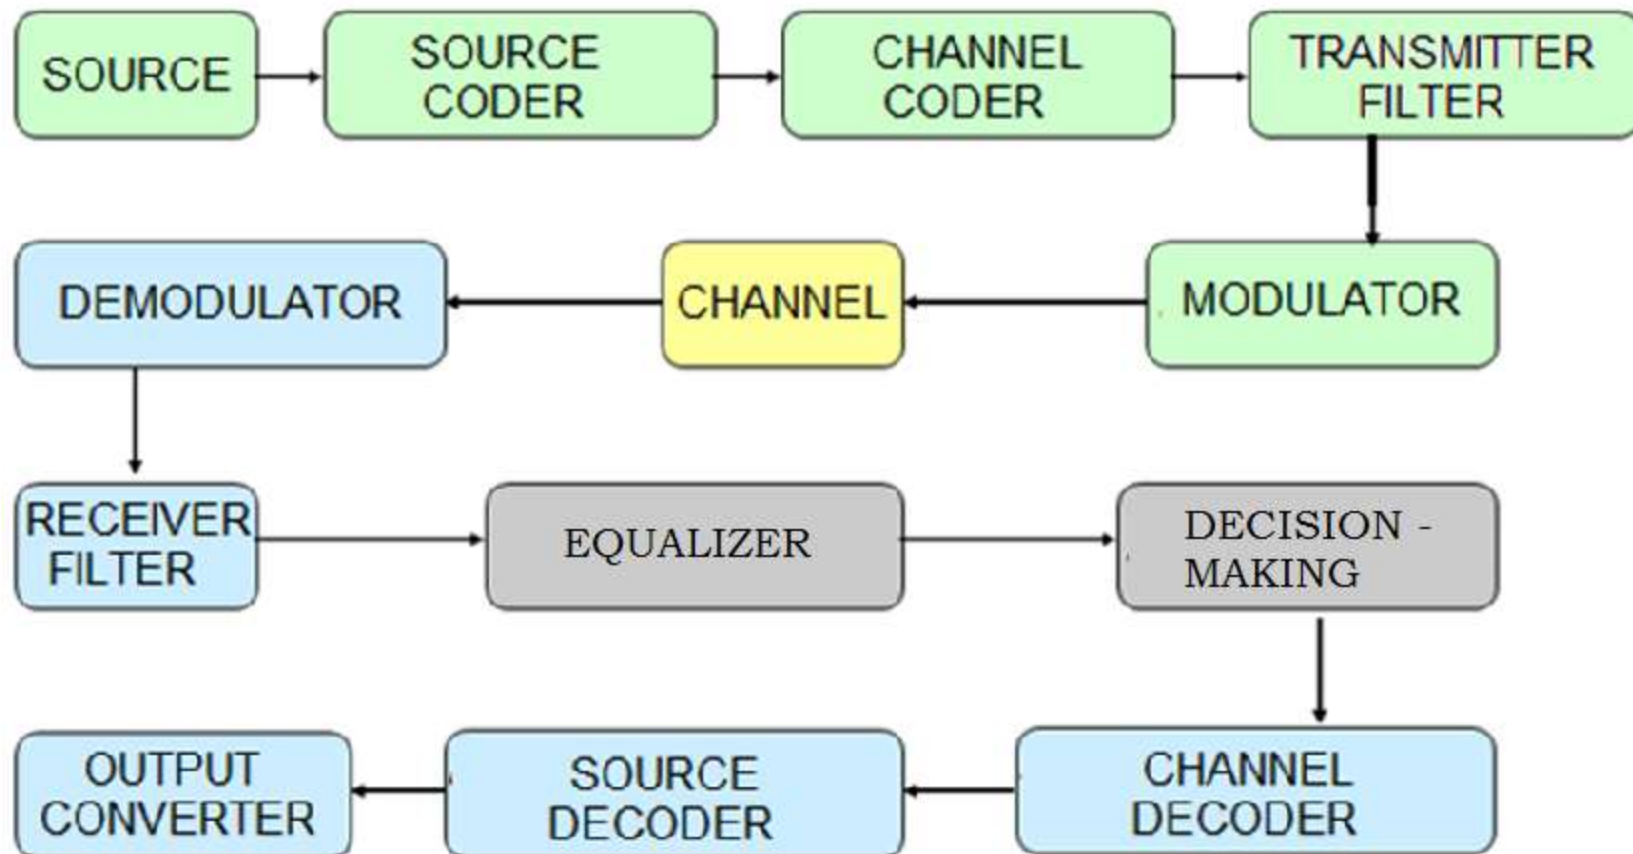 SOURCE
SOURCE
CODER
CHANNEL
CODER
TRANSMITTER
FILTER
MODULATOR
CHANNEL
DEMODULATOR
RECEIVER
FILTER
EQUALIZER
DECISION -
MAKING
CHANNEL
DECODER
SOURCE
DECODER
OUTPUT
CONVERTER